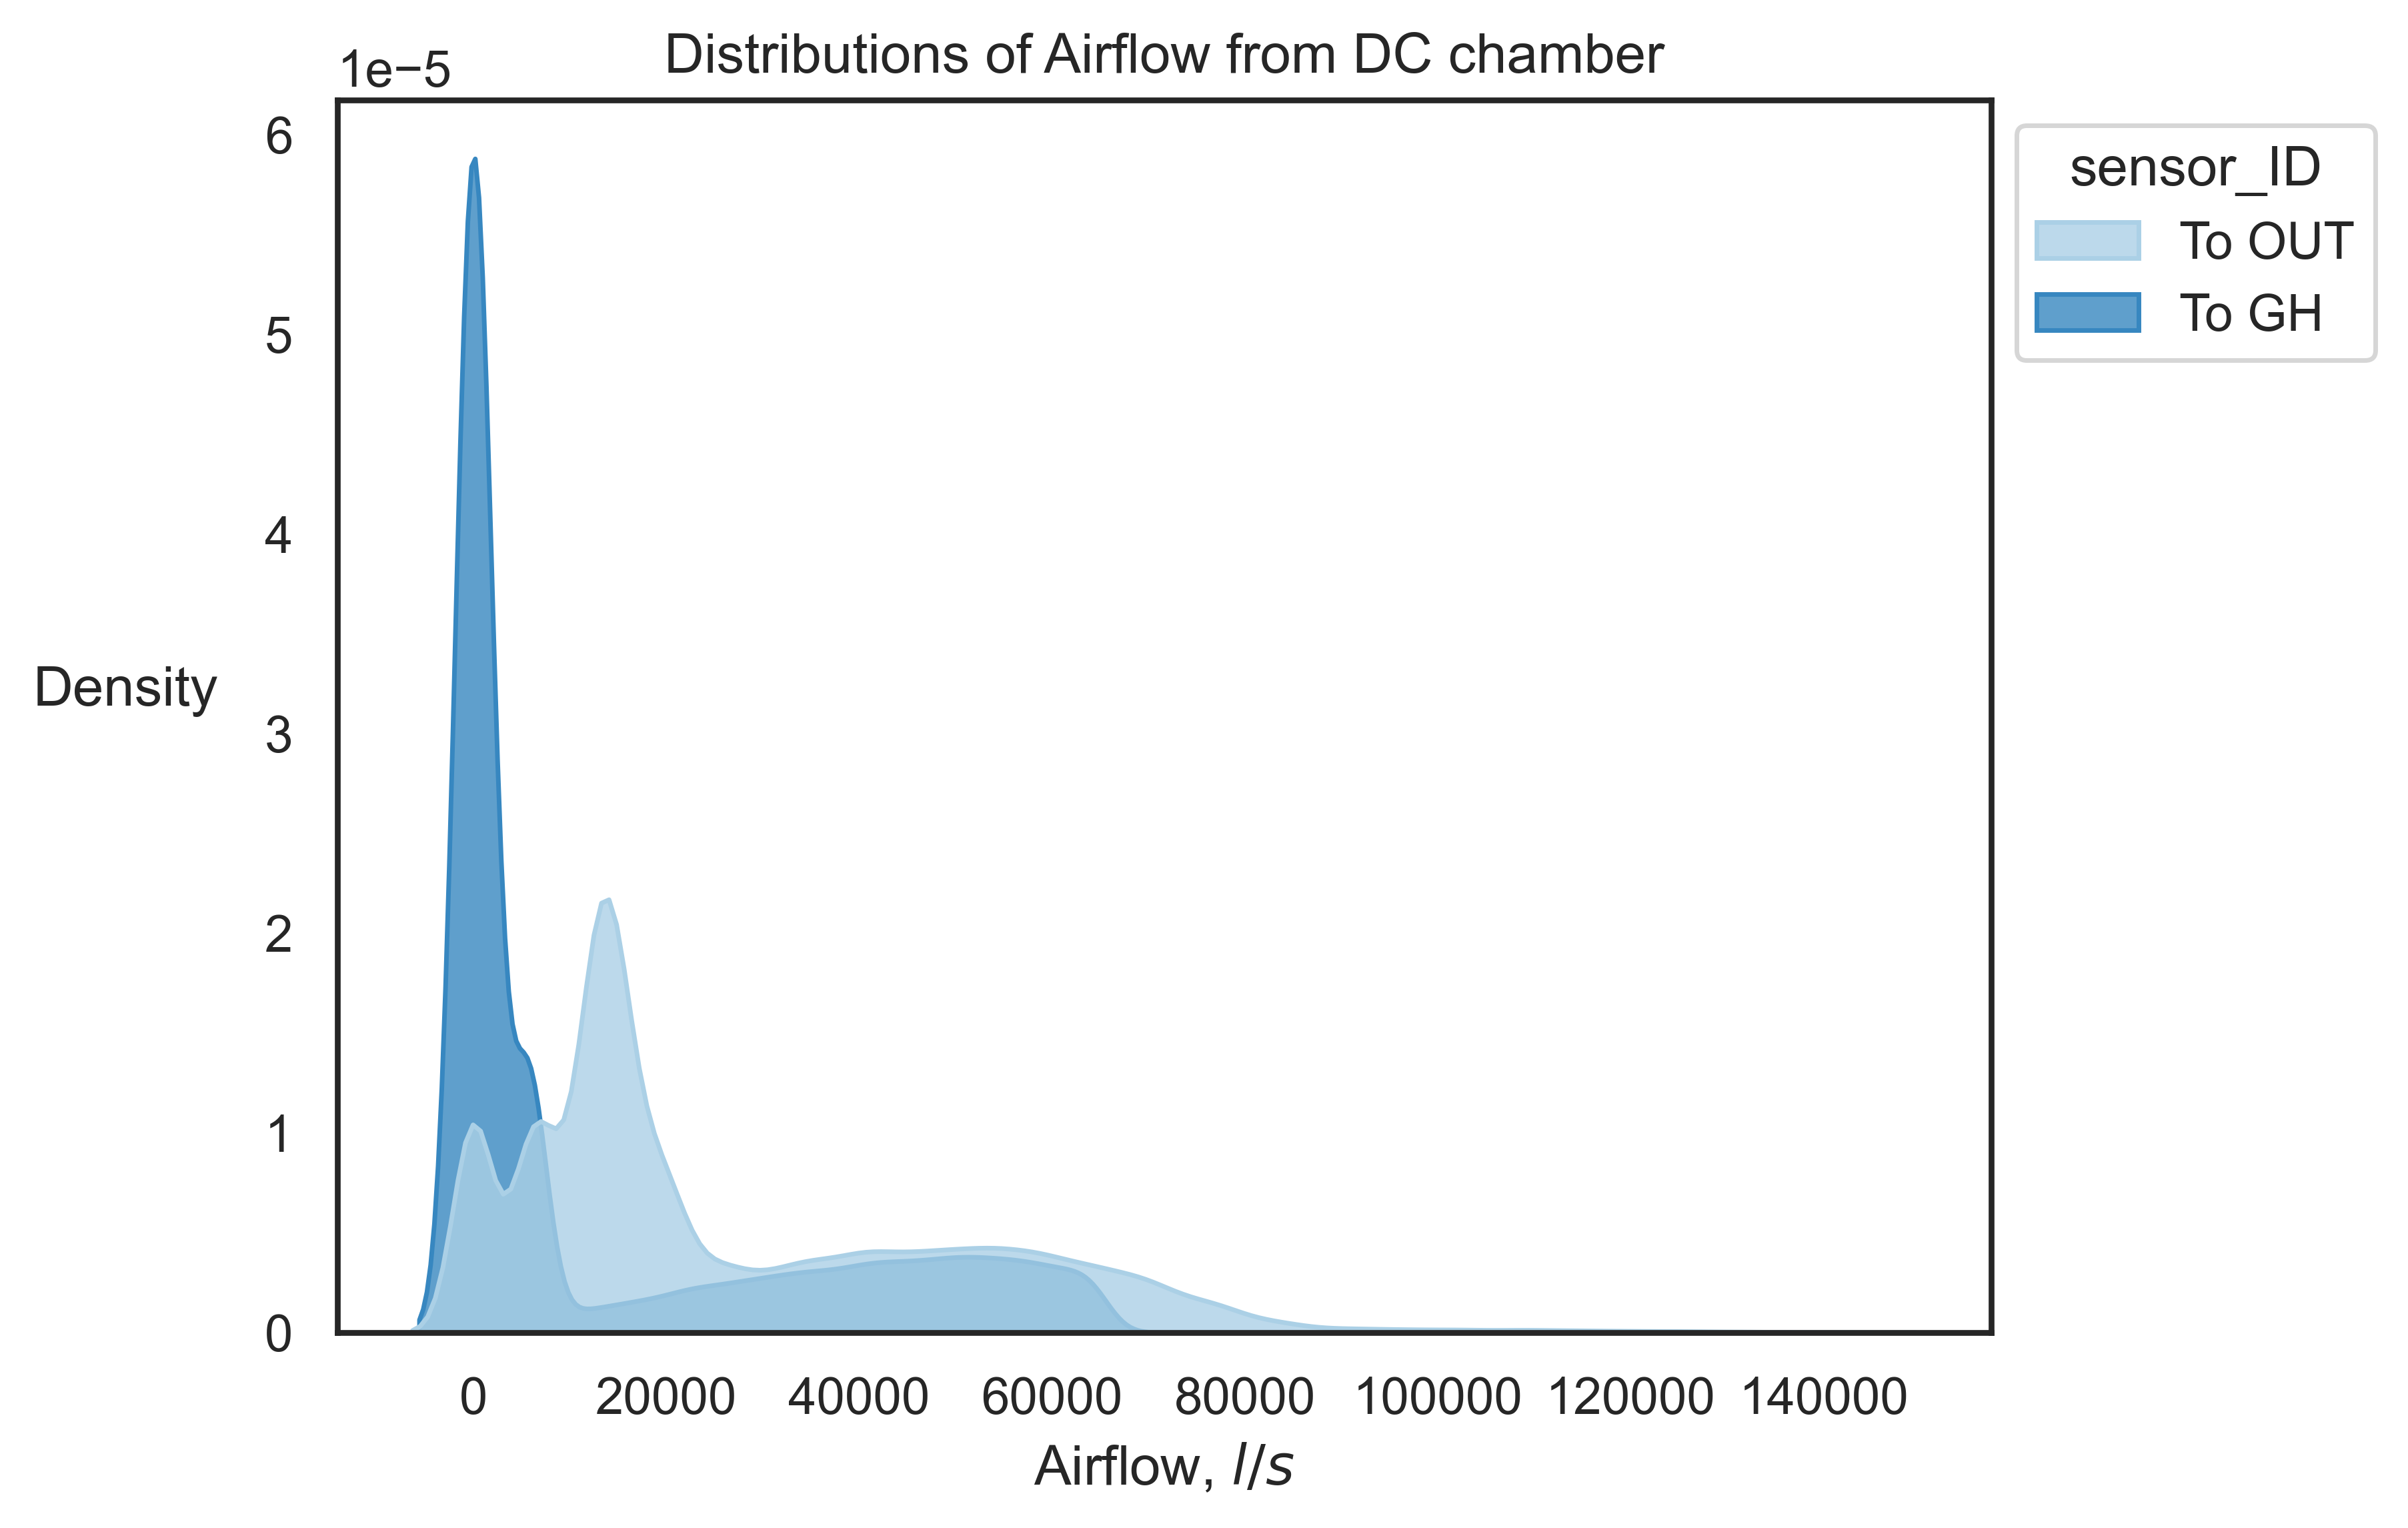 Distributions of Airflow from DC chamber
1e−5
6
5
4
3
2
1
0
Density
0 20000 40000 60000 80000 100000 120000 140000
Airflow, l/s
sensor_ID
To OUT
To GH